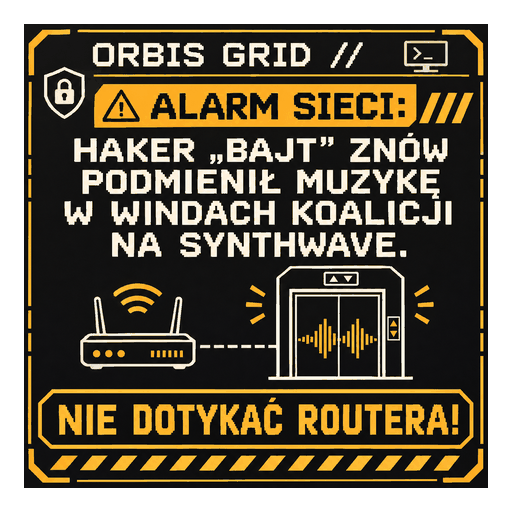 ORBIS GRID //
>_
ALARM SIECI:
HAKER „BAJT” ZNÓW
PODMIENIŁ MUZYKĘ
W WINDACH KOALICJI
NA SYNTHWAVE.
NIE DOTYKAĆ ROUTERA!